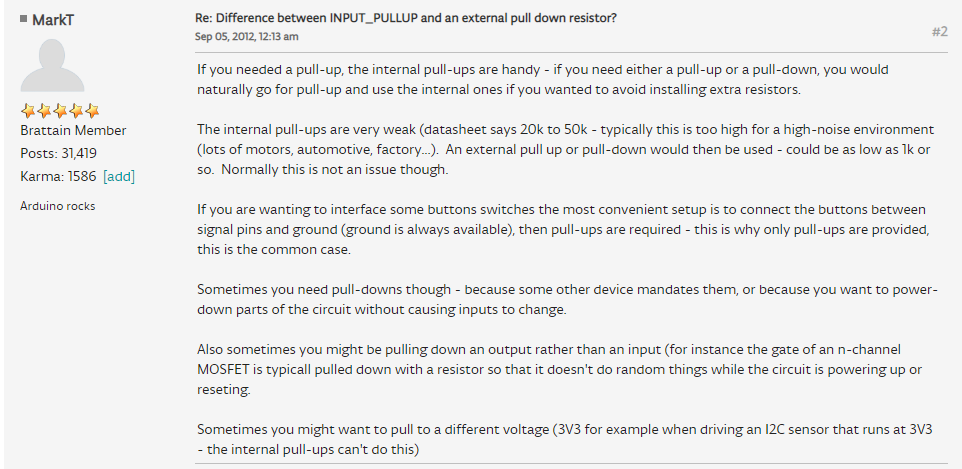 MarkT
Re: Difference between INPUT_PULLUP and an external pull down resistor?
Sep 05, 2012, 12:13 am
#2
Brattain Member
Posts: 31,419
Karma: 1586 [add]
Arduino rocks
If you needed a pull-up, the internal pull-ups are handy - if you need either a pull-up or a pull-down, you would
naturally go for pull-up and use the internal ones if you wanted to avoid installing extra resistors.
The internal pull-ups are very weak (datasheet says 20k to 50k - typically this is too high for a high-noise environment
(lots of motors, automotive, factory...). An external pull up or pull-down would then be used - could be as low as 1k or
so. Normally this is not an issue though.
If you are wanting to interface some buttons switches the most convenient setup is to connect the buttons between
signal pins and ground (ground is always available), then pull-ups are required - this is why only pull-ups are provided,
this is the common case.
Sometimes you need pull-downs though - because some other device mandates them, or because you want to power-
down parts of the circuit without causing inputs to change.
Also sometimes you might be pulling down an output rather than an input (for instance the gate of an n-channel
MOSFET is typicall pulled down with a resistor so that it doesn't do random things while the circuit is powering up or
reseting.
Sometimes you might want to pull to a different voltage (3V3 for example when driving an I2C sensor that runs at 3V3
- the internal pull-ups can't do this)